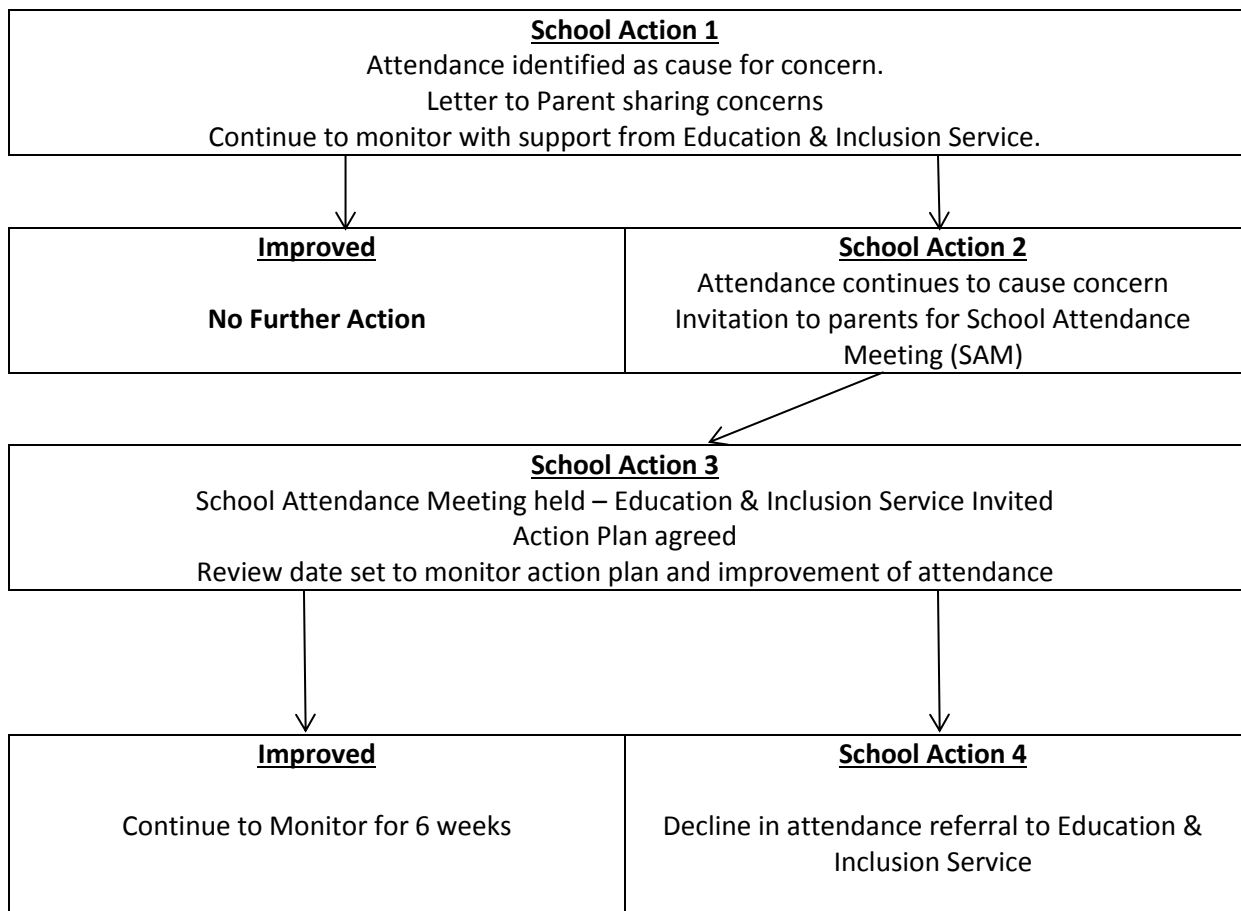 School Action 1
Attendance identified as cause for concern.
Letter to Parent sharing concerns
Continue to monitor with support from Education & Inclusion Service.
Improved
No Further Action
School Action 2
Attendance continues to cause concern
Invitation to parents for School Attendance
Meeting (SAM)
School Action 3
School Attendance Meeting held – Education & Inclusion Service Invited
Action Plan agreed
Review date set to monitor action plan and improvement of attendance
Improved
Continue to Monitor for 6 weeks
School Action 4
Decline in attendance referral to Education &
Inclusion Service